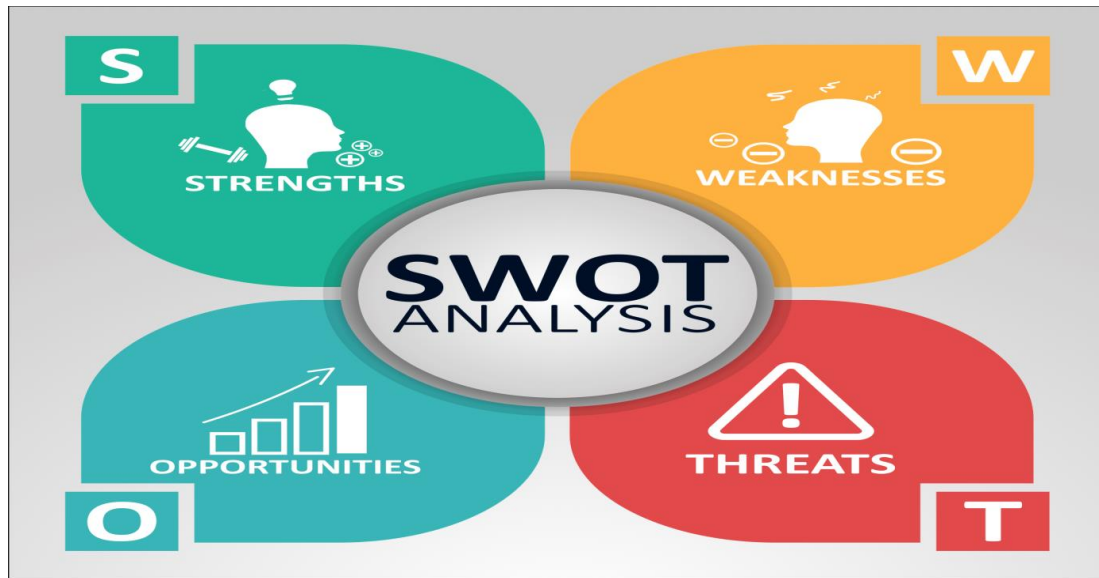 S
STRENGTHS
W
WEAKNESSES
SWOT
ANALYSIS
OPPORTUNITIES
O
THREATS
T